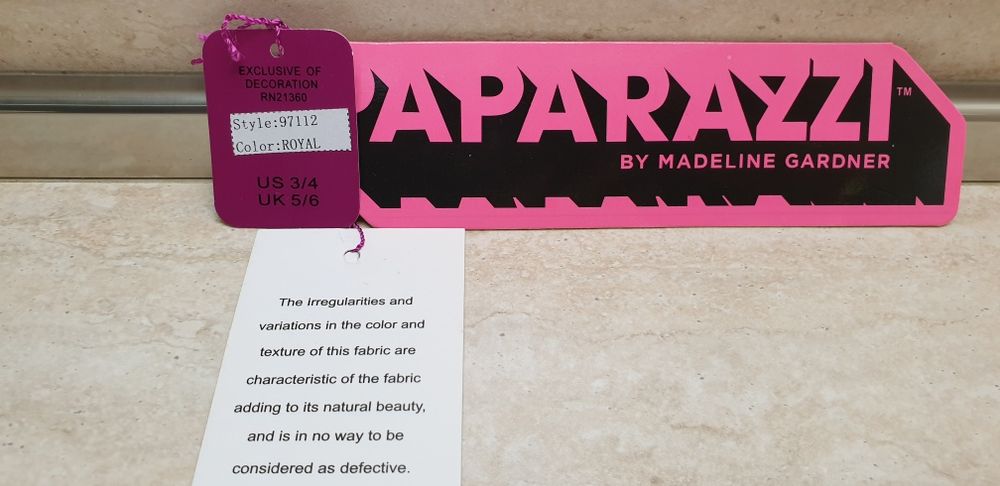 EXCLUSIVE OF
DECORATION
RN21360
Style:97112
Color:ROYAL
US 3/4
UK 5/6
PAPARAZZI™
BY MADELINE GARDNER
The Irregularities and
variations in the color and
texture of this fabric are
characteristic of the fabric
adding to its natural beauty,
and is in no way to be
considered as defective.